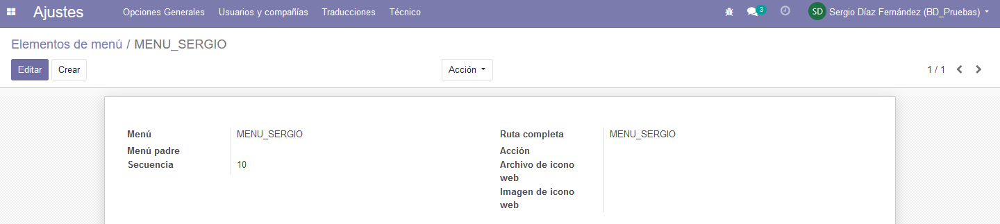 Ajustes Opciones Generales Usuarios y compañías Traducciones Técnico 3 SD Sergio Díaz Fernández (BD_Pruebas)
Elementos de menú / MENU_SERGIO
Editar Crear Acción 1 / 1
Menú MENU_SERGIO Ruta completa MENU_SERGIO
Menú padre Acción
Secuencia 10 Archivo de icono
web
Imagen de icono
web